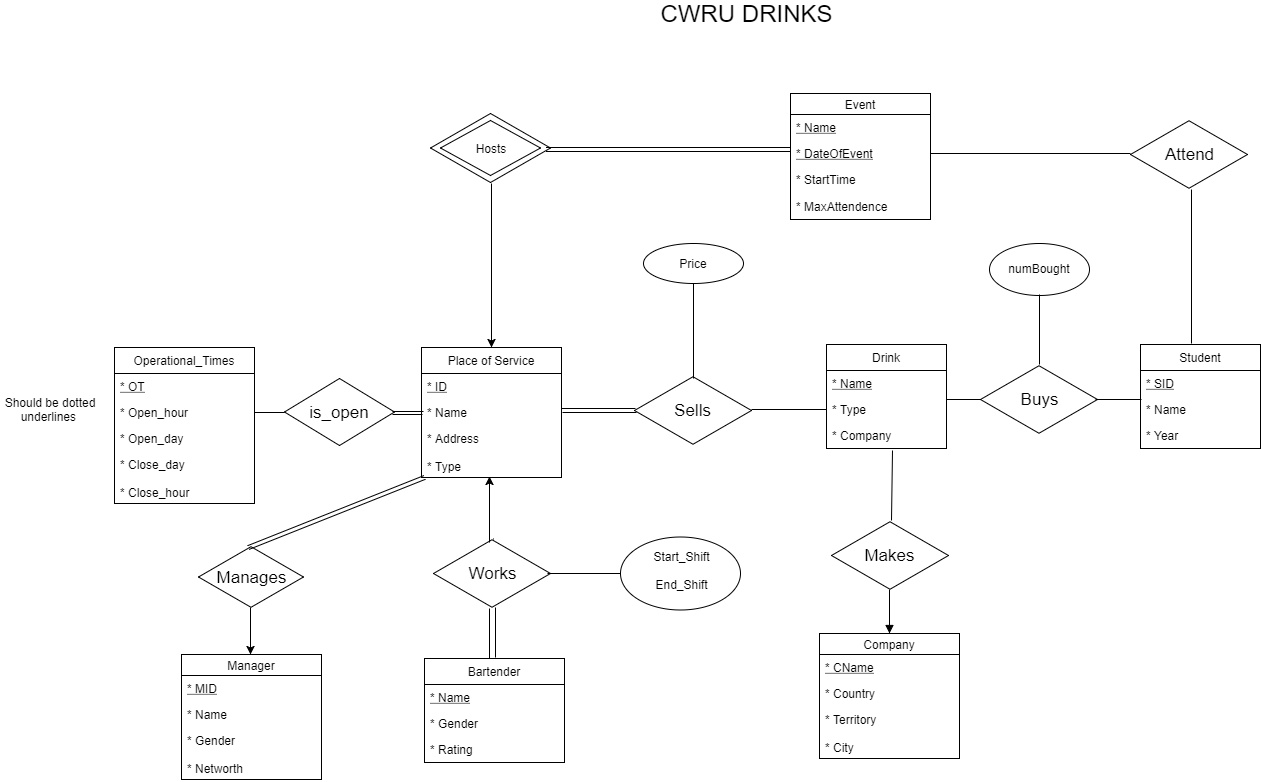 CWRU DRINKS
Event
* Name
* DateOfEvent
* StartTime
* MaxAttendence
Hosts
Attend
Price
numBought
Operational_Times
* OT
* Open_hour
* Open_day
* Close_day
* Close_hour
Should be dotted
underlines
is_open
Place of Service
* ID
* Name
* Address
* Type
Sells
Drink
* Name
* Type
* Company
Buys
Student
* SID
* Name
* Year
Manages
Works
Start_Shift
End_Shift
Makes
Manager
* MID
* Name
* Gender
* Networth
Bartender
* Name
* Gender
* Rating
Company
* CName
* Country
* Territory
* City